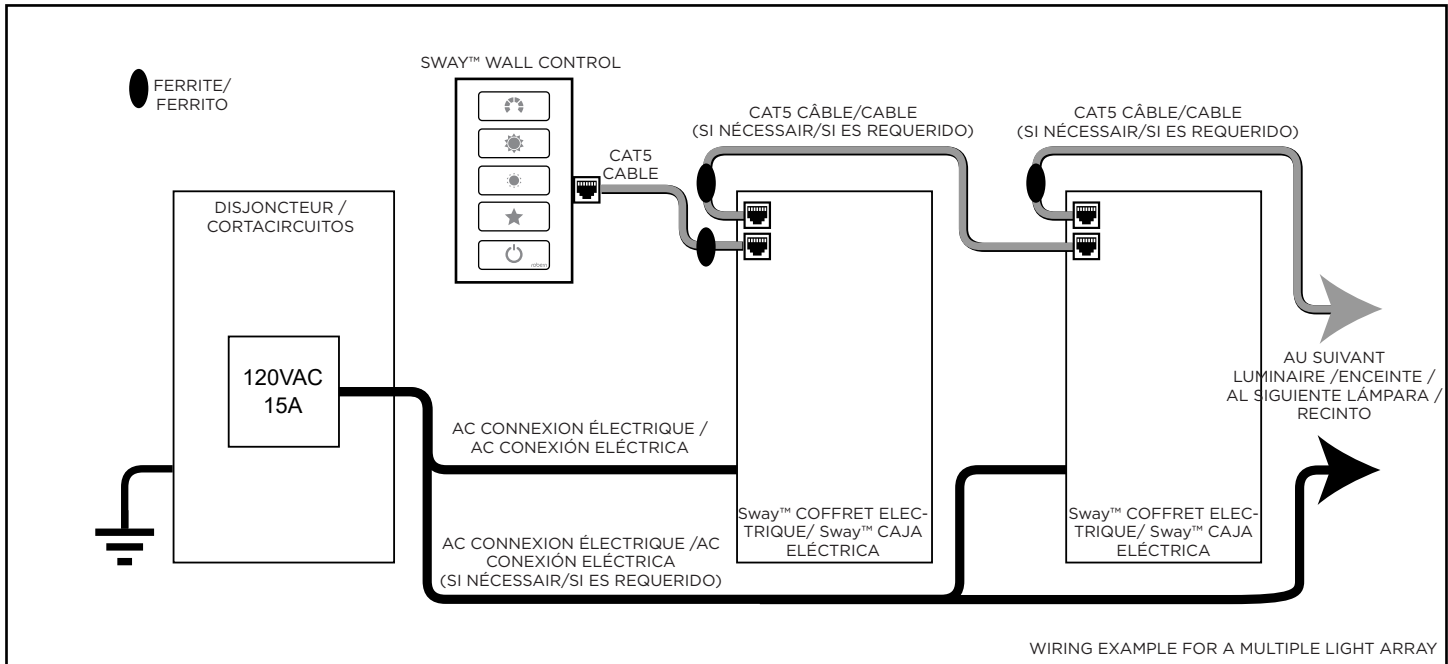 SWAY™ WALL CONTROL
FERRITE/
FERRITO
CAT5 CÂBLE/CABLE
(SI NÉCESSAIR/SI ES REQUERIDO)
CAT5 CÂBLE/CABLE
(SI NÉCESSAIR/SI ES REQUERIDO)
CAT5
CABLE
robern
DISJONCTEUR /
CORTACIRCUITOS
120VAC
15A
AU SUIVANT
LUMINAIRE /ENCEINTE /
AL SIGUIENTE LÁMPARA /
RECINTO
AC CONNEXION ÉLECTRIQUE /
AC CONEXIÓN ELÉCTRICA
Sway™ COFFRET ELEC-
TRIQUE/ Sway™ CAJA
ELÉCTRICA
Sway™ COFFRET ELEC-
TRIQUE/ Sway™ CAJA
ELÉCTRICA
AC CONNEXION ÉLECTRIQUE /AC
CONEXIÓN ELÉCTRICA
(SI NÉCESSAIR/SI ES REQUERIDO)
WIRING EXAMPLE FOR A MULTIPLE LIGHT ARRAY